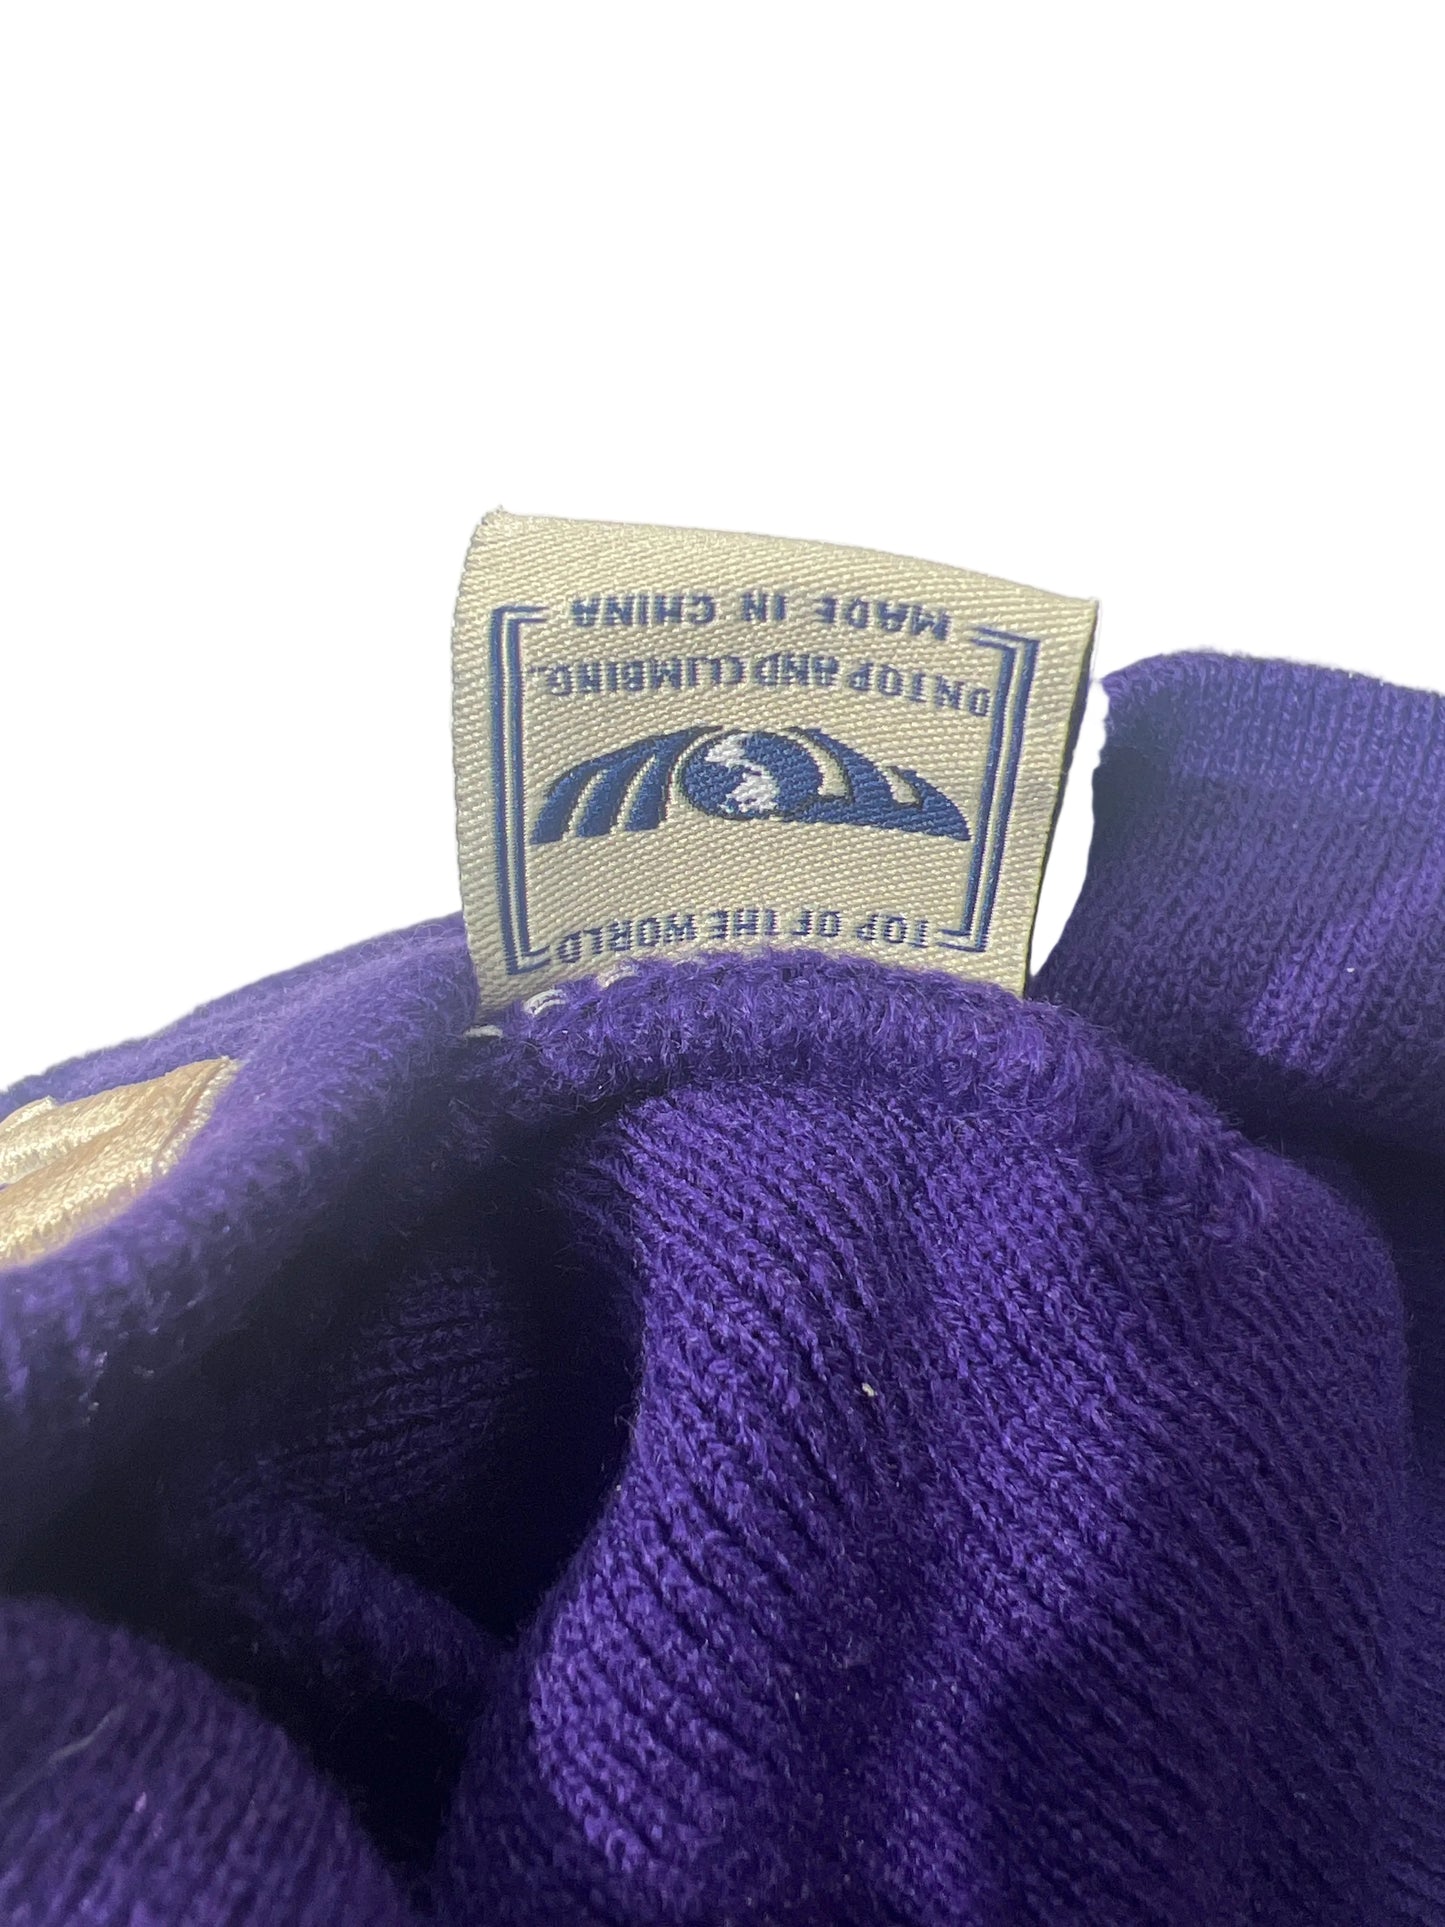 TOP OF THE WORLD
ON TOP AND CLIMBING..
MADE IN CHINA